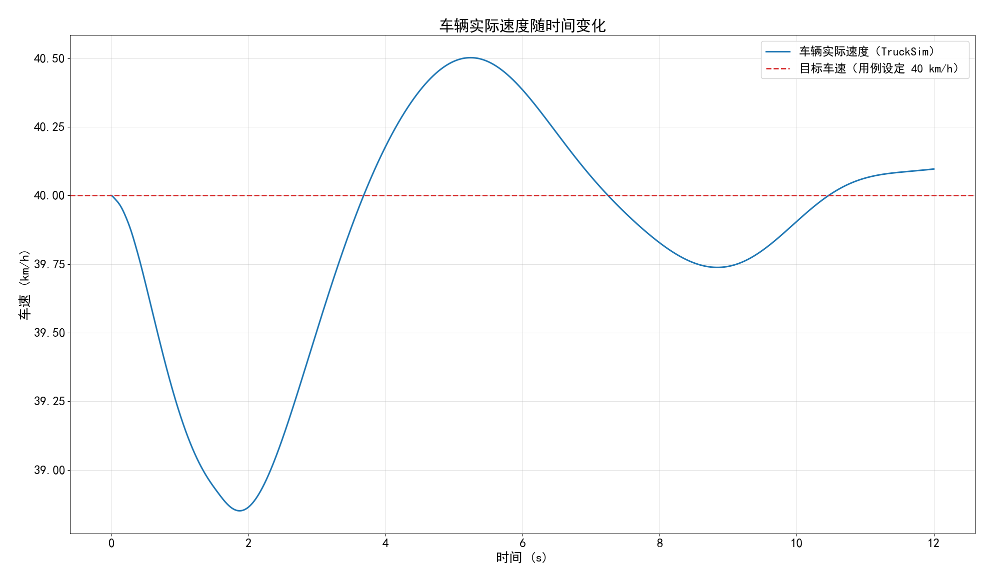 车辆实际速度随时间变化
车辆实际速度（TruckSim）
目标车速（用例设定 40 km/h）
车速 (km/h)
40.50
40.25
40.00
39.75
39.50
39.25
39.00
0 2 4 6 8 10 12
时间 (s)